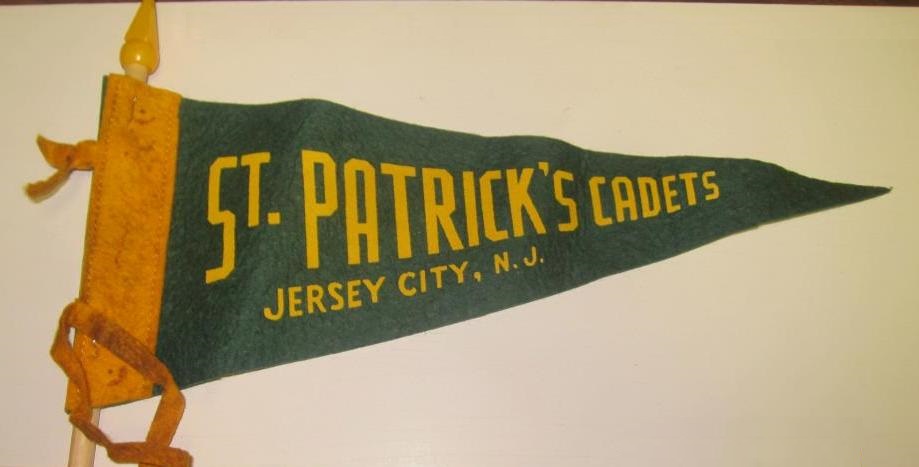 ST. PATRICK'S CADETS
JERSEY CITY, N.J.